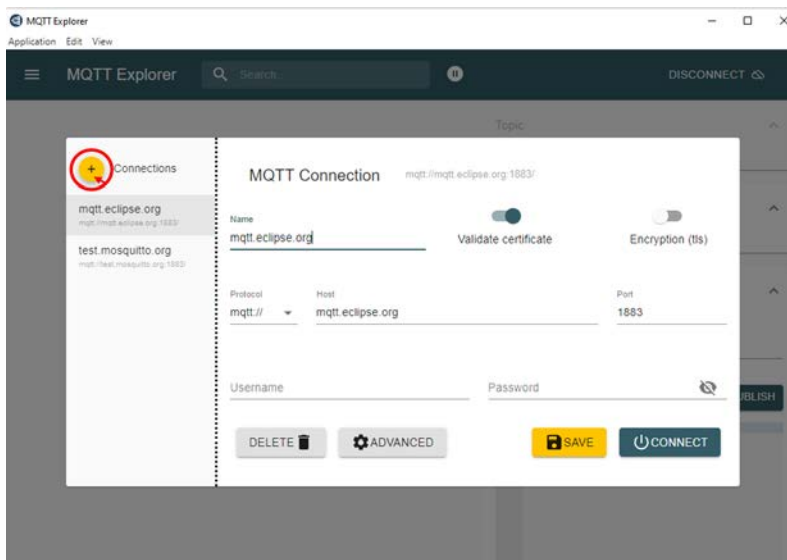 MQTT Explorer
Application Edit View
MQTT Explorer
Search...
DISCONNECT
Topic
+ Connections
mqtt.eclipse.org
mqtt://mqtt.eclipse.org:1883/
test.mosquitto.org
mqtt://test.mosquitto.org:1883/
MQTT Connection mqtt://mqtt.eclipse.org:1883/
Name
mqtt.eclipse.org
Validate certificate
Encryption (tls)
Protocol Host Port
mqtt:// mqtt.eclipse.org 1883
Username Password
DELETE ADVANCED SAVE CONNECT
UBLISH